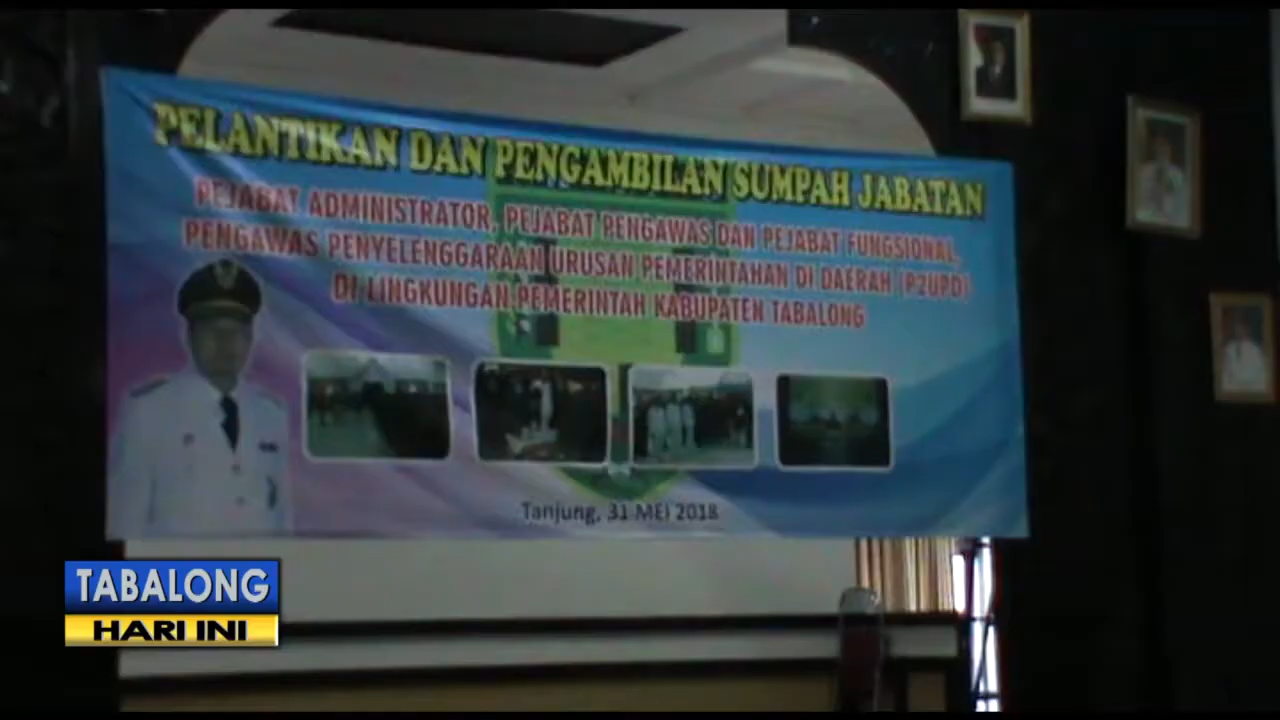 PELANTIKAN DAN PENGAMBILAN SUMPAH JABATAN
PEJABAT ADMINISTRATOR, PEJABAT PENGAWAS DAN PEJABAT FUNGSIONAL
PENGAWAS PENYELENGGARAAN URUSAN PEMERINTAHAN DI DAERAH (P2UPD)
DI LINGKUNGAN PEMERINTAH KABUPATEN TABALONG
Tanjung, 31 MEI 2018
TABALONG
HARI INI